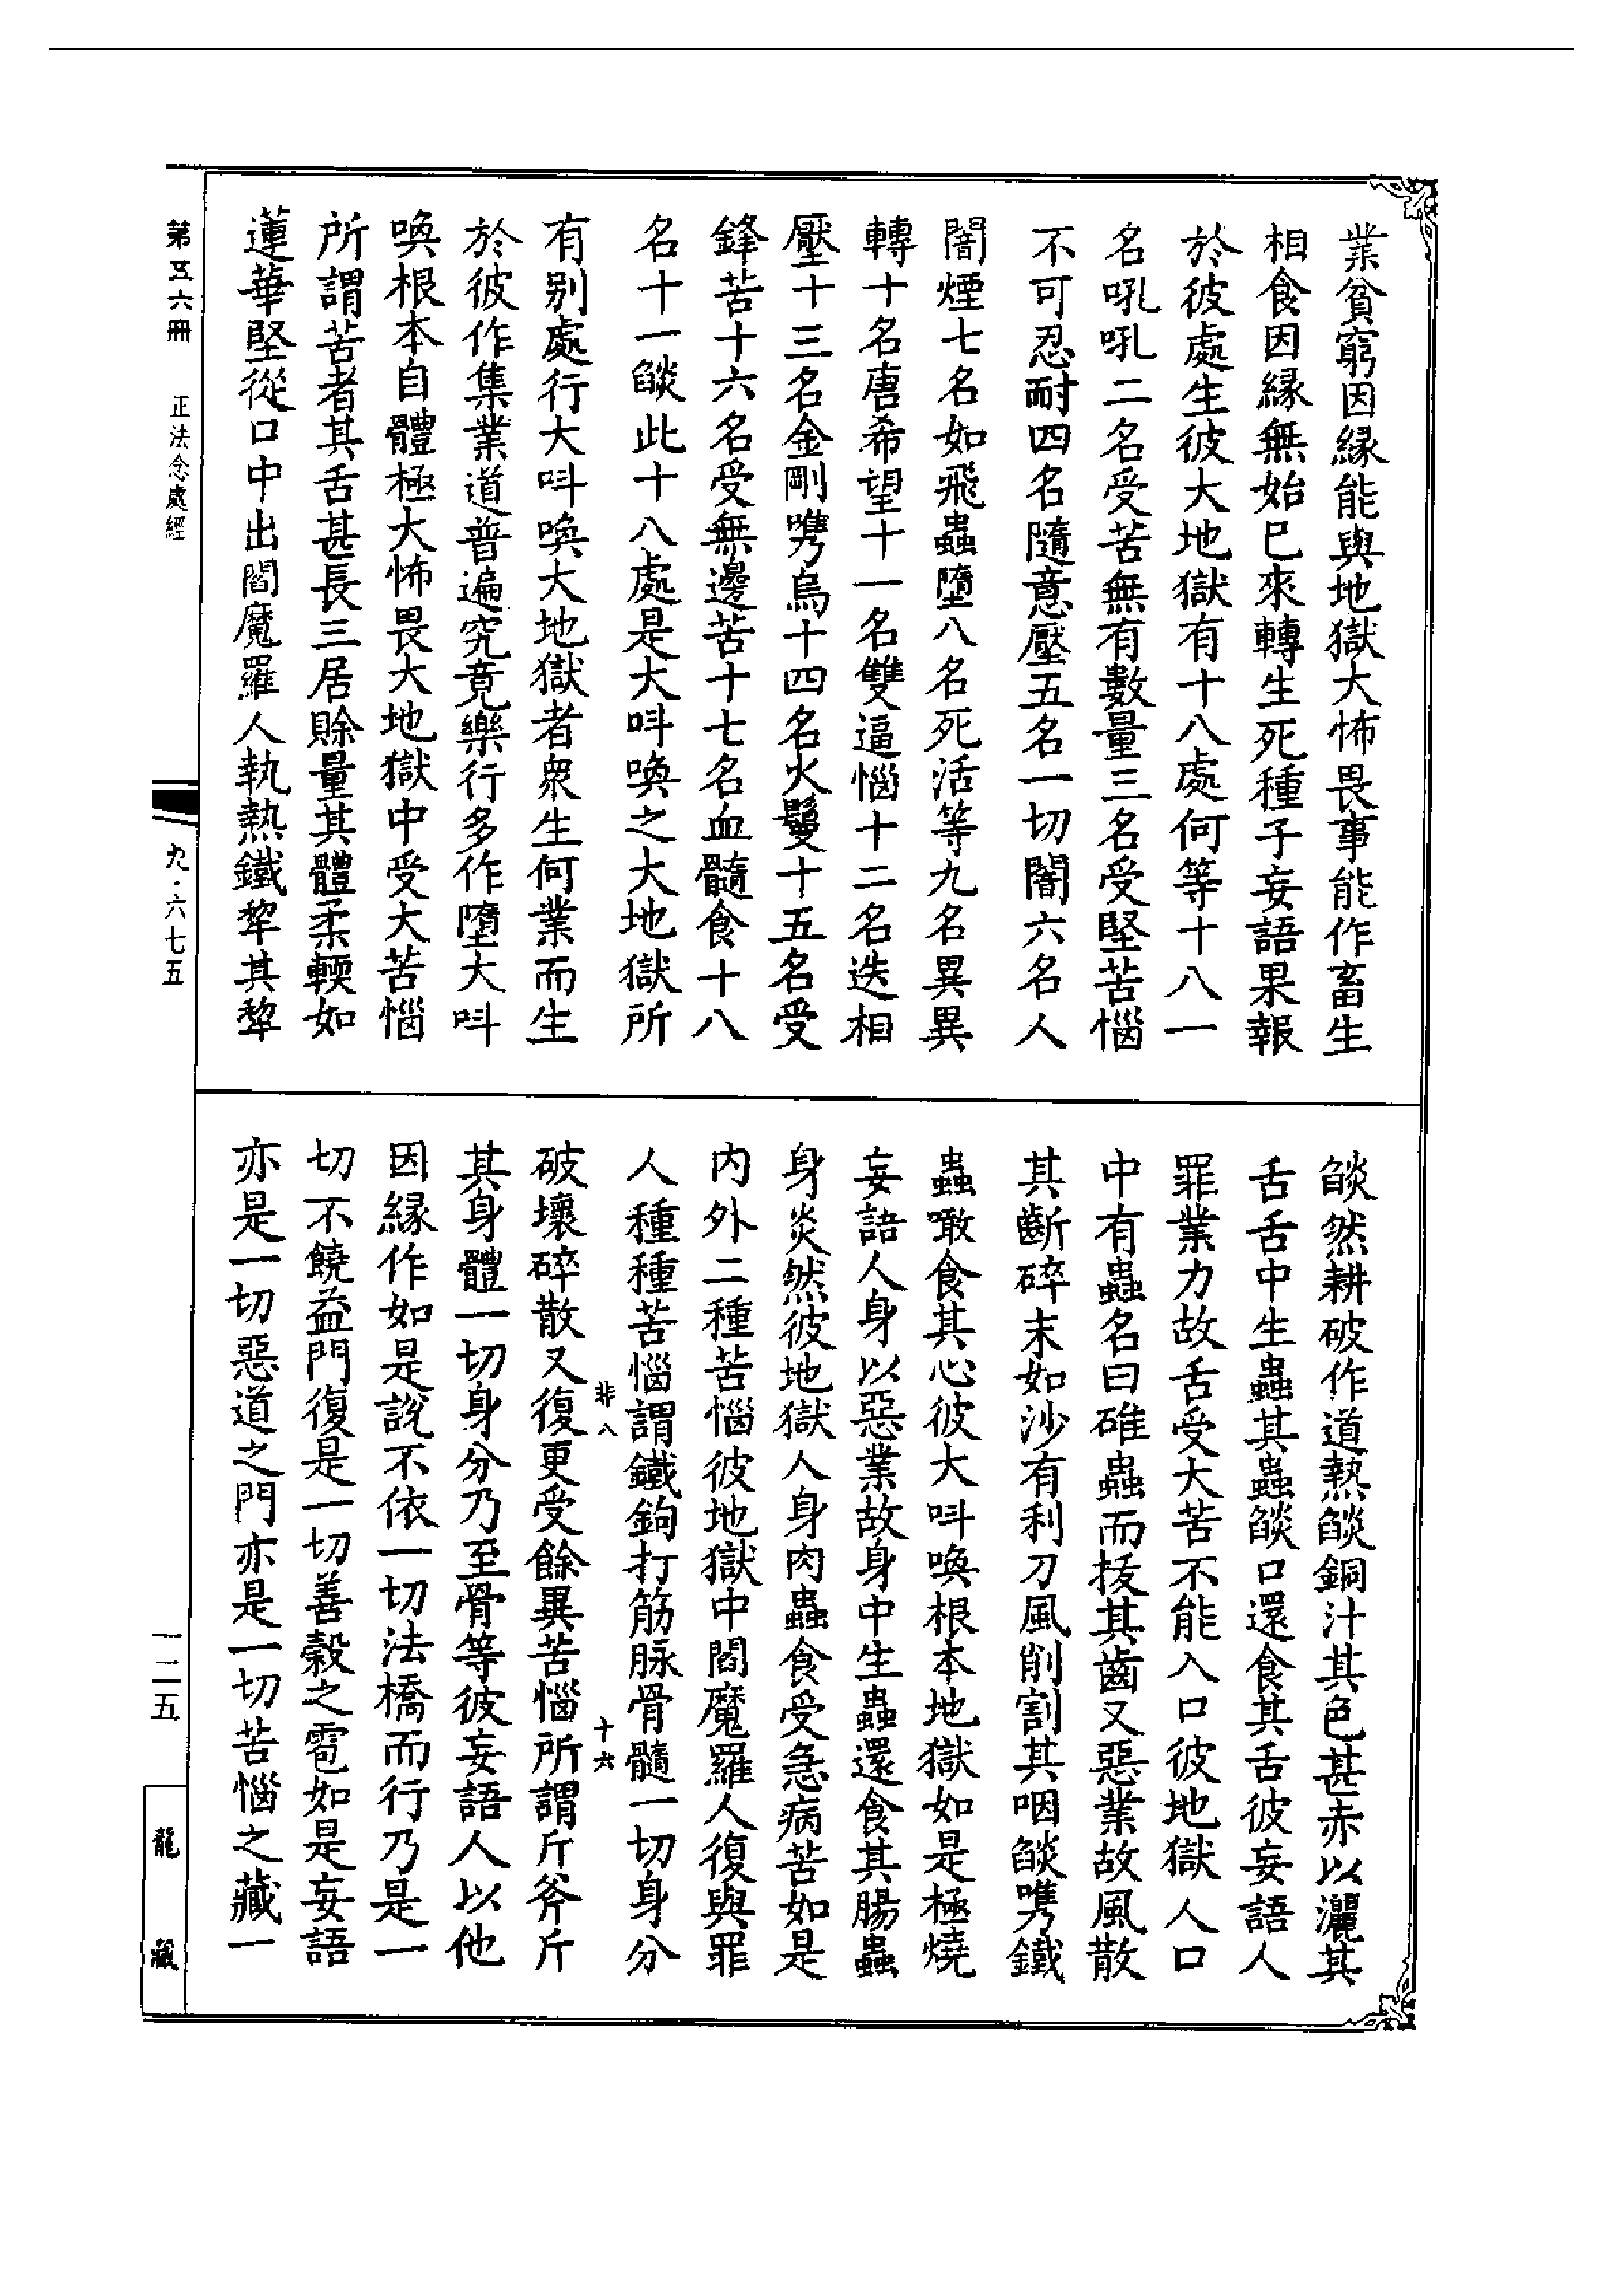 業貧窮因緣能與地獄大怖畏事能作畜生
相食因緣無始已來轉生死種子妄語果報
於彼處生彼大地獄有十八處何等十八一
名吼吼二名受苦無有數量三名受堅苦惱
不可忍耐四名隨意壓五名一切闇六名人
闇煙七名如飛蟲墮八名死活等九名異異
轉十名唐希望十一名雙逼惱十二名迭相
壓十三名金剛㗻烏十四名火鬘十五名受
鋒苦十六名受無邊苦十七名血髓食十八
名十一燄此十八處是大叫喚之大地獄所
有別處行大叫喚大地獄者衆生何業而生
於彼作集業道普遍究竟樂行多作墮大叫
喚根本自體極大怖畏大地獄中受大苦惱
所謂苦者其舌甚長三居賒量其體柔輭如
蓮華堅從口中出閻魔羅人執熱鐵犂其犂
燄然耕破作道熱燄銅汁其色甚赤以灑其
舌舌中生蟲其蟲燄口還食其舌彼妄語人
罪業力故舌受大苦不能入口彼地獄人口
中有蟲名曰碓蟲而拔其齒又惡業故風散
其齗碎末如沙有利刀風削割其咽燄㗻鐵
蟲噉食其心彼大叫喚根本地獄如是極燒
妄語人身以惡業故身中生蟲還食其腸蟲
身炎然彼地獄人身肉蟲食受急病苦如是
內外二種苦惱彼地獄中閻魔羅人復與罪
人種種苦惱謂鐵鉤打筋脉骨髓一切身分
非八 十六
破壞碎散又復更受餘異苦惱所謂斤斧斤
其身體一切身分乃至骨等彼妄語人以他
因緣作如是說不依一切法橋而行乃是一
切不饒益門復是一切善穀之雹如是妄語
亦是一切惡道之門亦是一切苦惱之藏一
第五六冊 正法念處經 九·六七五
一二五 龍藏